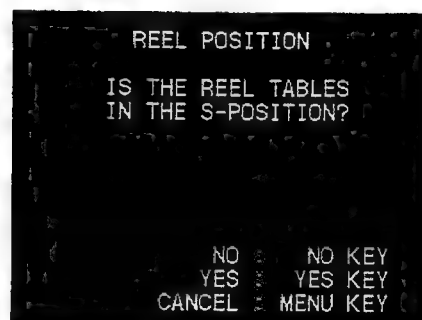 REEL POSITION
IS THE REEL TABLES
IN THE S-POSITION?
NO : NO KEY
YES : YES KEY
CANCEL : MENU KEY